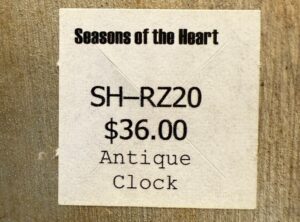 Seasons of the Heart
SH–RZ20
$36.00
Antique
Clock